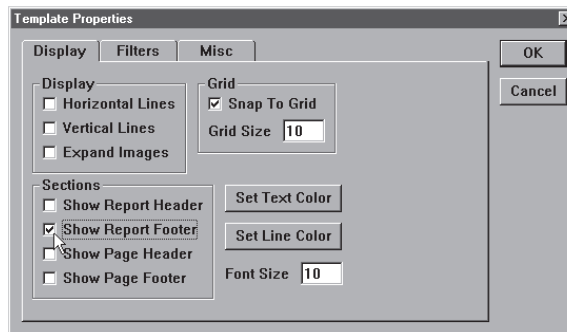 Template Properties
Display Filters Misc
OK
Cancel
Display
Horizontal Lines
Vertical Lines
Expand Images
Grid
Snap To Grid
Grid Size 10
Sections
Show Report Header
Show Report Footer
Show Page Header
Show Page Footer
Set Text Color
Set Line Color
Font Size 10